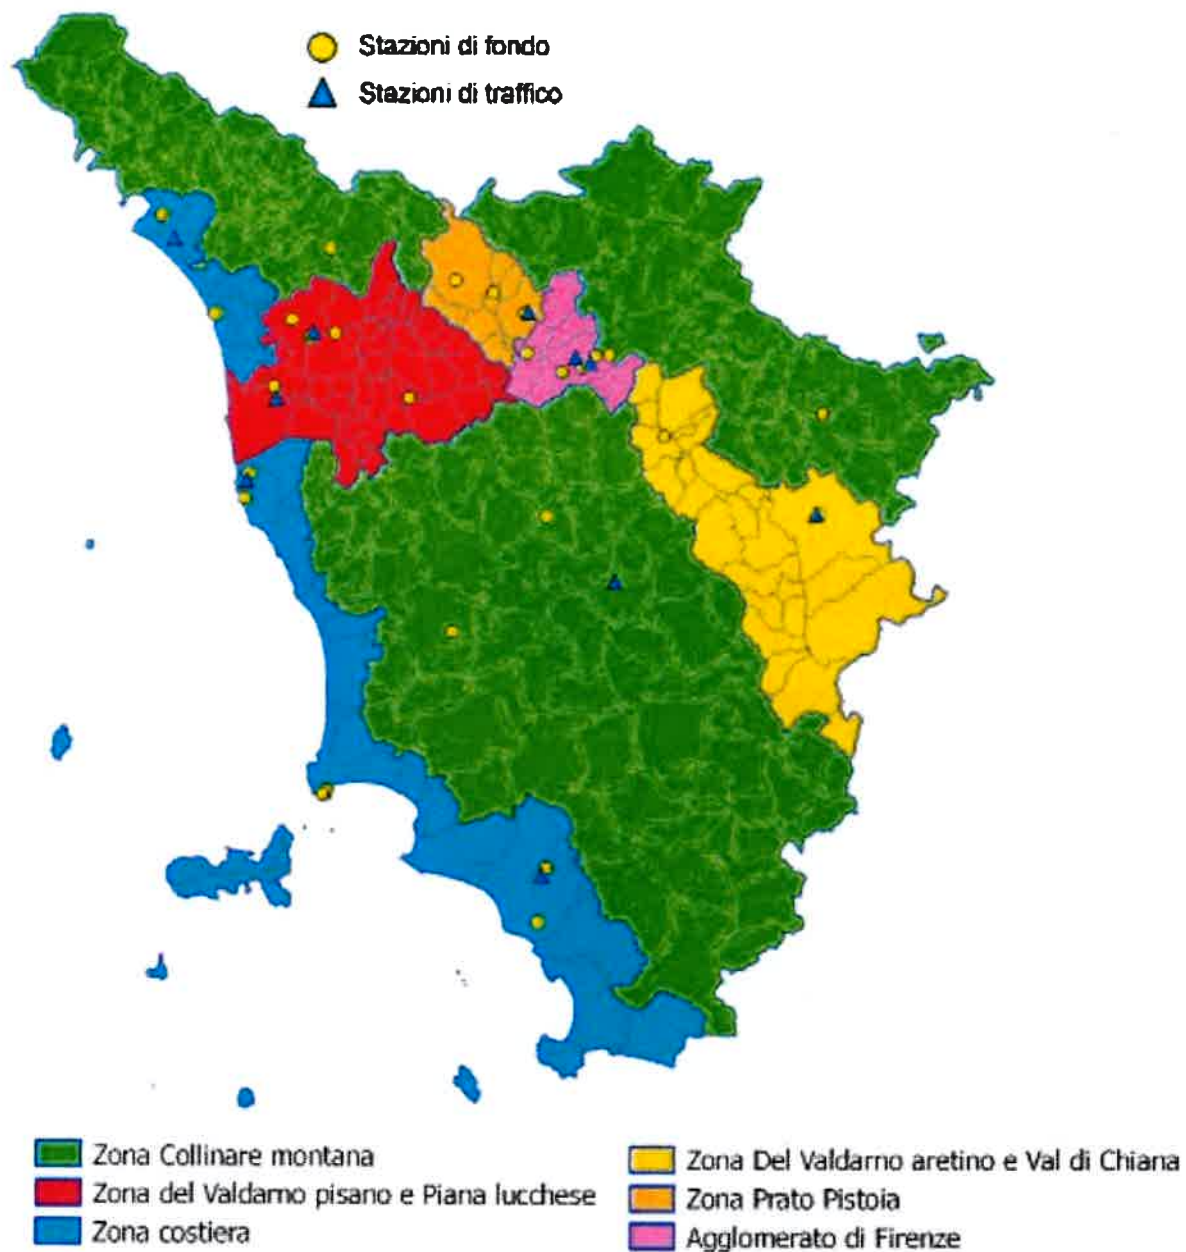 Stazioni di fondo
Stazioni di traffico
Zona Collinare montana
Zona del Valdarno pisano e Piana lucchese
Zona costiera
Zona Del Valdarno aretino e Val di Chiana
Zona Prato Pistoia
Agglomerato di Firenze